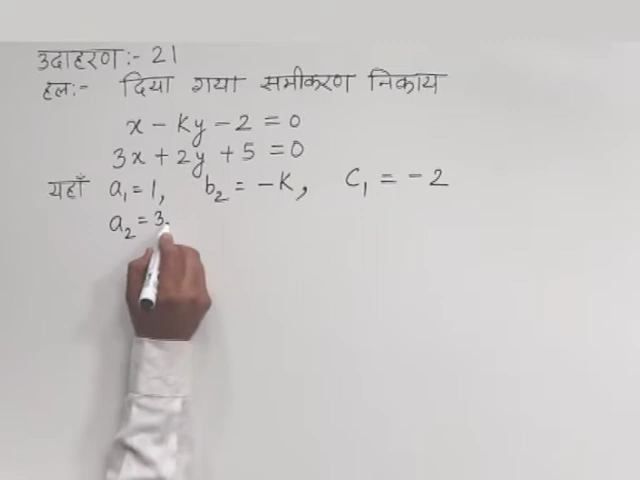 उदाहरण:- 21
हल:- दिया गया समीकरण निकाय
x - Ky - 2 = 0
3x + 2y + 5 = 0
यहाँ a₁ = 1, b₂ = -K, C₁ = -2
a₂ = 3